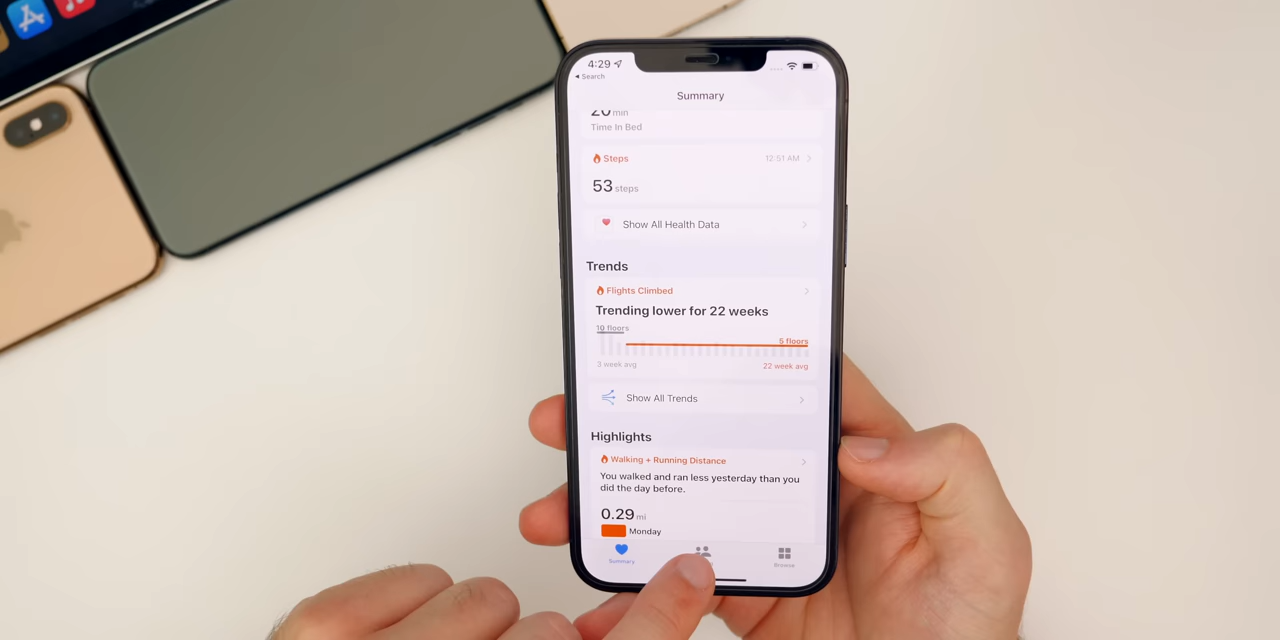 4:29
Search
Summary
20 min
Time In Bed
Steps
12:51 AM
53 steps
Show All Health Data
Trends
Flights Climbed
Trending lower for 22 weeks
10 floors
5 floors
3 week avg
22 week avg
Show All Trends
Highlights
Walking + Running Distance
You walked and ran less yesterday than you
did the day before.
0.29 mi
Monday
Summary
Browse